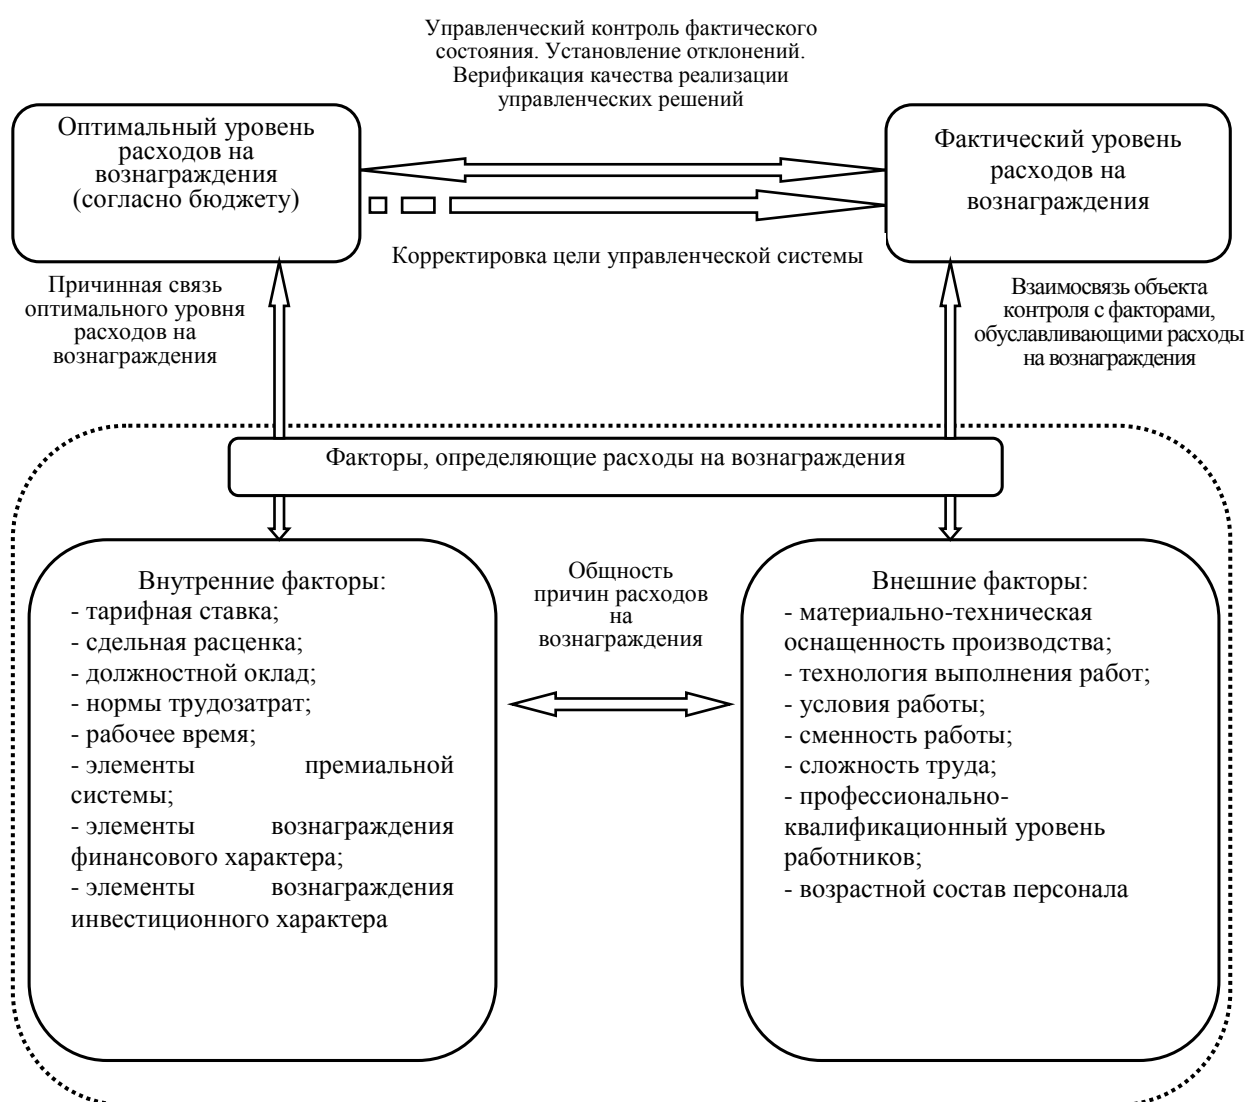 Управленческий контроль фактического
состояния. Установление отклонений.
Верификация качества реализации
управленческих решений
Оптимальный уровень
расходов на
вознаграждения
(согласно бюджету)
Фактический уровень
расходов на
вознаграждения
Корректировка цели управленческой системы
Причинная связь
оптимального уровня
расходов на
вознаграждения
Взаимосвязь объекта
контроля с факторами,
обуславливающими расходы
на вознаграждения
Факторы, определяющие расходы на вознаграждения
Внутренние факторы:
- тарифная ставка;
- сдельная расценка;
- должностной оклад;
- нормы трудозатрат;
- рабочее время;
- элементы премиальной
системы;
- элементы вознаграждения
финансового характера;
- элементы вознаграждения
инвестиционного характера
Общность
причин расходов
на
вознаграждения
Внешние факторы:
- материально-техническая
оснащенность производства;
- технология выполнения работ;
- условия работы;
- сменность работы;
- сложность труда;
- профессионально-
квалификационный уровень
работников;
- возрастной состав персонала